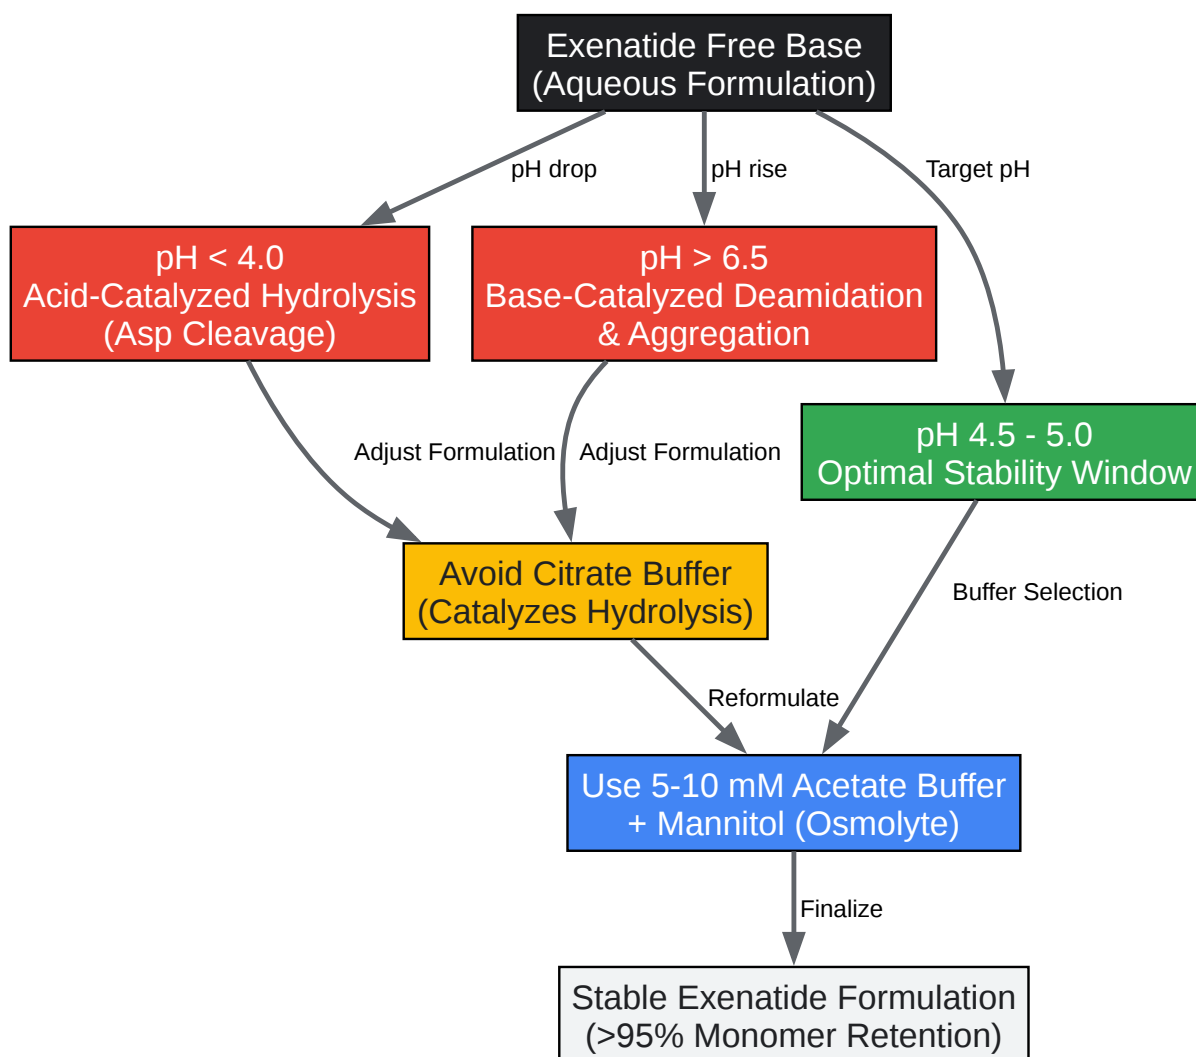 Exenatide Free Base
(Aqueous Formulation)
pH drop
pH rise
Target pH
pH < 4.0
Acid-Catalyzed Hydrolysis
(Asp Cleavage)
pH > 6.5
Base-Catalyzed Deamidation
& Aggregation
pH 4.5 - 5.0
Optimal Stability Window
Adjust Formulation
Adjust Formulation
Avoid Citrate Buffer
(Catalyzes Hydrolysis)
Buffer Selection
Reformulate
Use 5-10 mM Acetate Buffer
+ Mannitol (Osmolyte)
Finalize
Stable Exenatide Formulation
(>95% Monomer Retention)